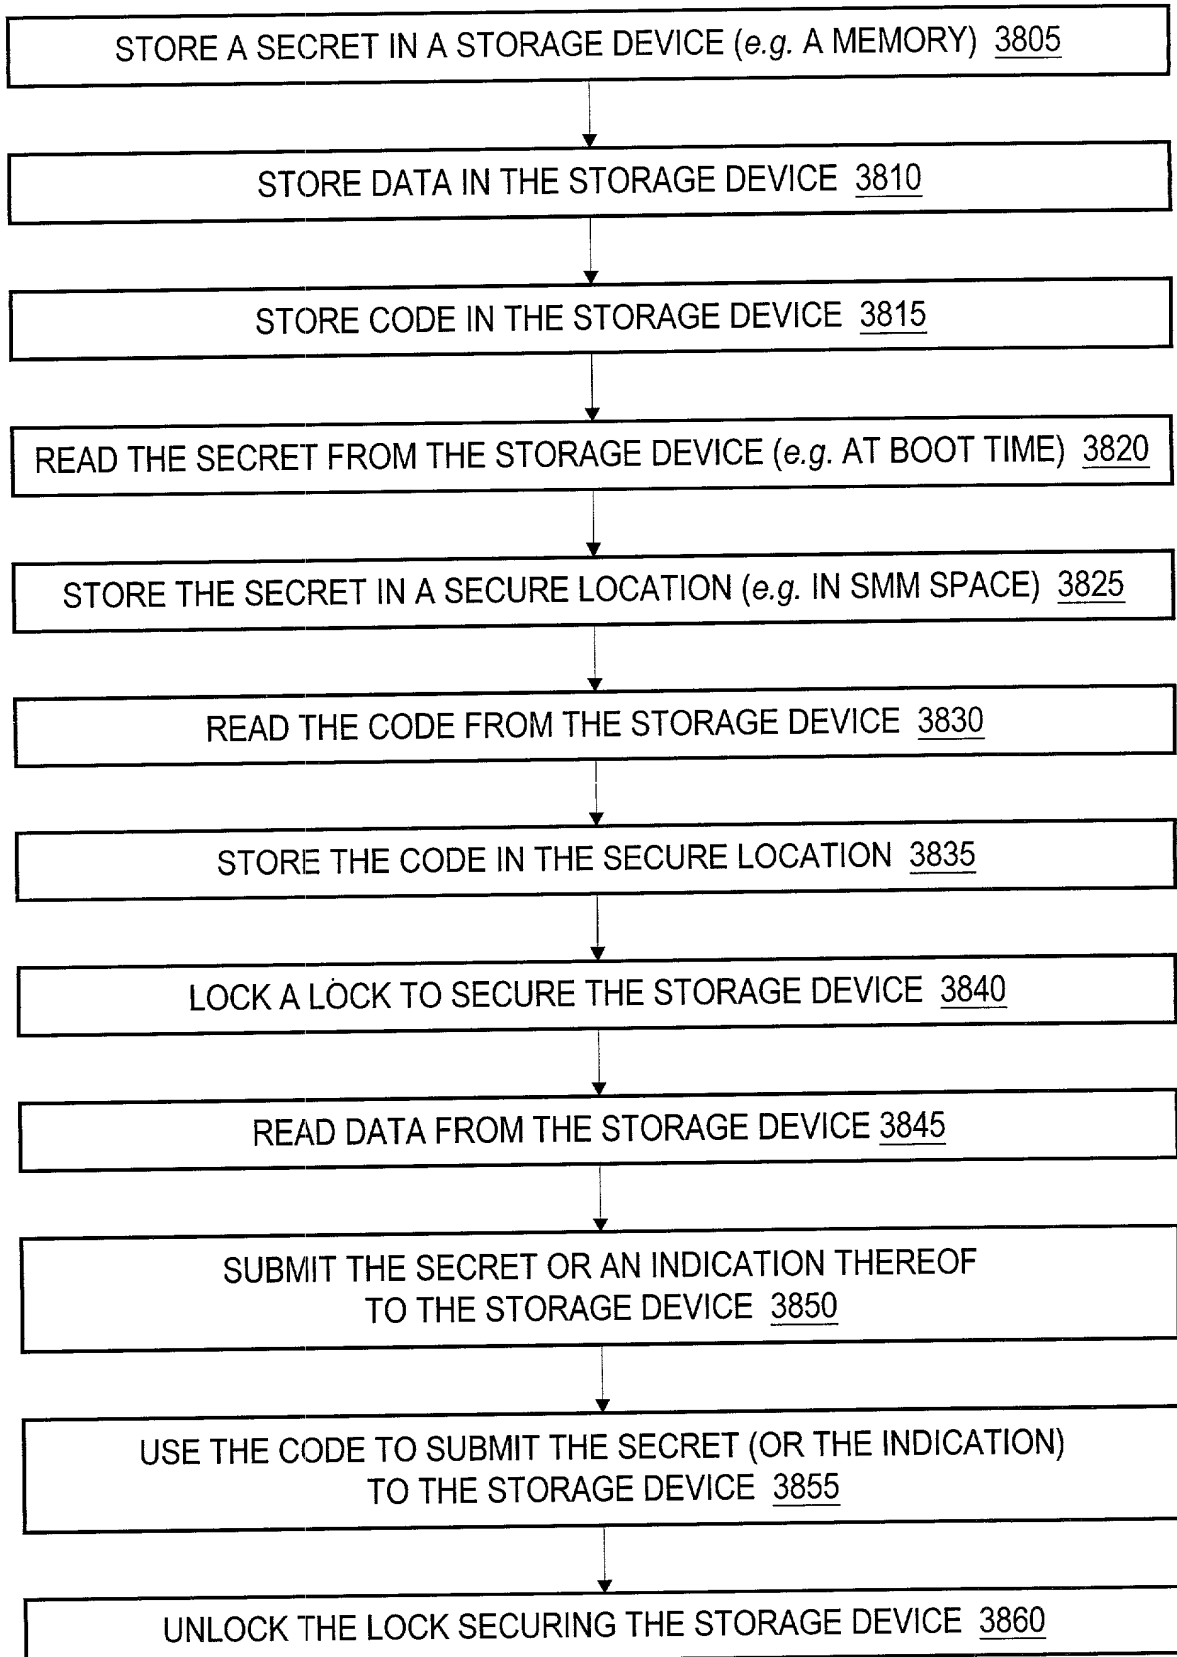 STORE A SECRET IN A STORAGE DEVICE (e.g. A MEMORY) 3805
STORE DATA IN THE STORAGE DEVICE 3810
STORE CODE IN THE STORAGE DEVICE 3815
READ THE SECRET FROM THE STORAGE DEVICE (e.g. AT BOOT TIME) 3820
STORE THE SECRET IN A SECURE LOCATION (e.g. IN SMM SPACE) 3825
READ THE CODE FROM THE STORAGE DEVICE 3830
STORE THE CODE IN THE SECURE LOCATION 3835
LOCK A LOCK TO SECURE THE STORAGE DEVICE 3840
READ DATA FROM THE STORAGE DEVICE 3845
SUBMIT THE SECRET OR AN INDICATION THEREOF
TO THE STORAGE DEVICE 3850
USE THE CODE TO SUBMIT THE SECRET (OR THE INDICATION)
TO THE STORAGE DEVICE 3855
UNLOCK THE LOCK SECURING THE STORAGE DEVICE 3860